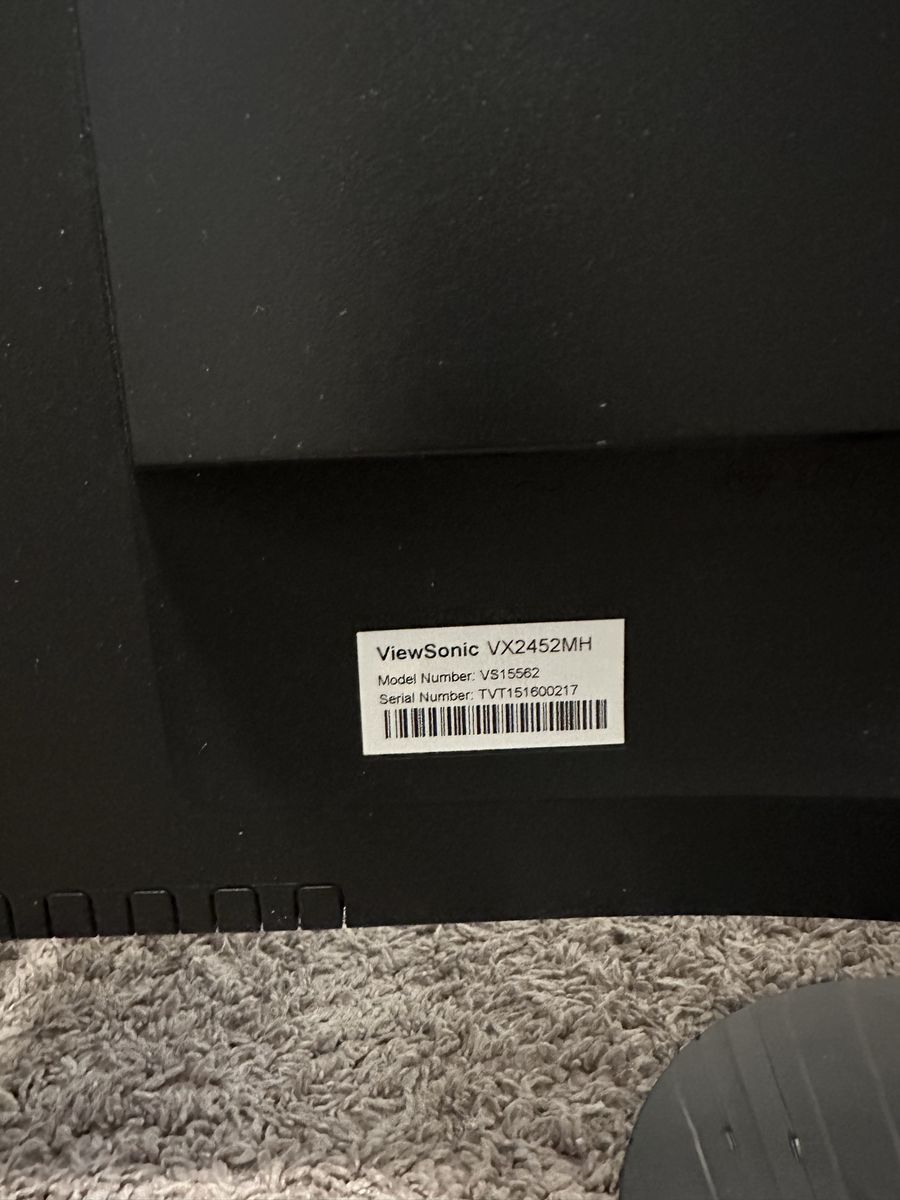 ViewSonic VX2452MH
Model Number: VS15562
Serial Number: TVT151600217